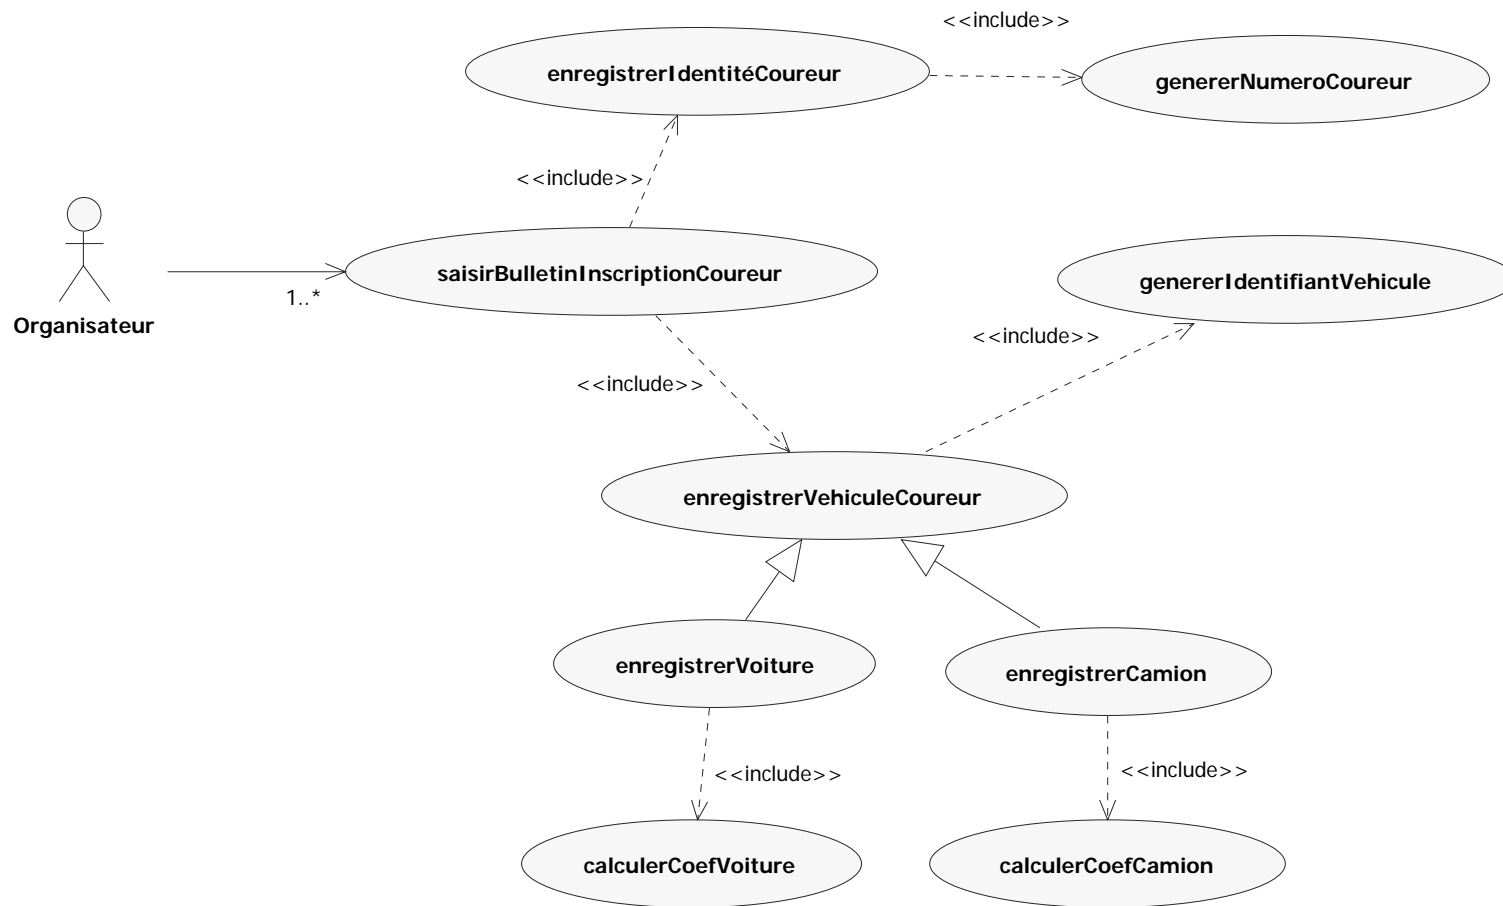 <<include>>
enregistrerIdentitéCoureur
genererNumeroCoureur
<<include>>
saisirBulletinInscriptionCoureur
genererIdentifiantVehicule
1..*
Organisateur
<<include>>
<<include>>
enregistrerVehiculeCoureur
enregistrerVoiture
enregistrerCamion
<<include>>
<<include>>
calculerCoefVoiture
calculerCoefCamion